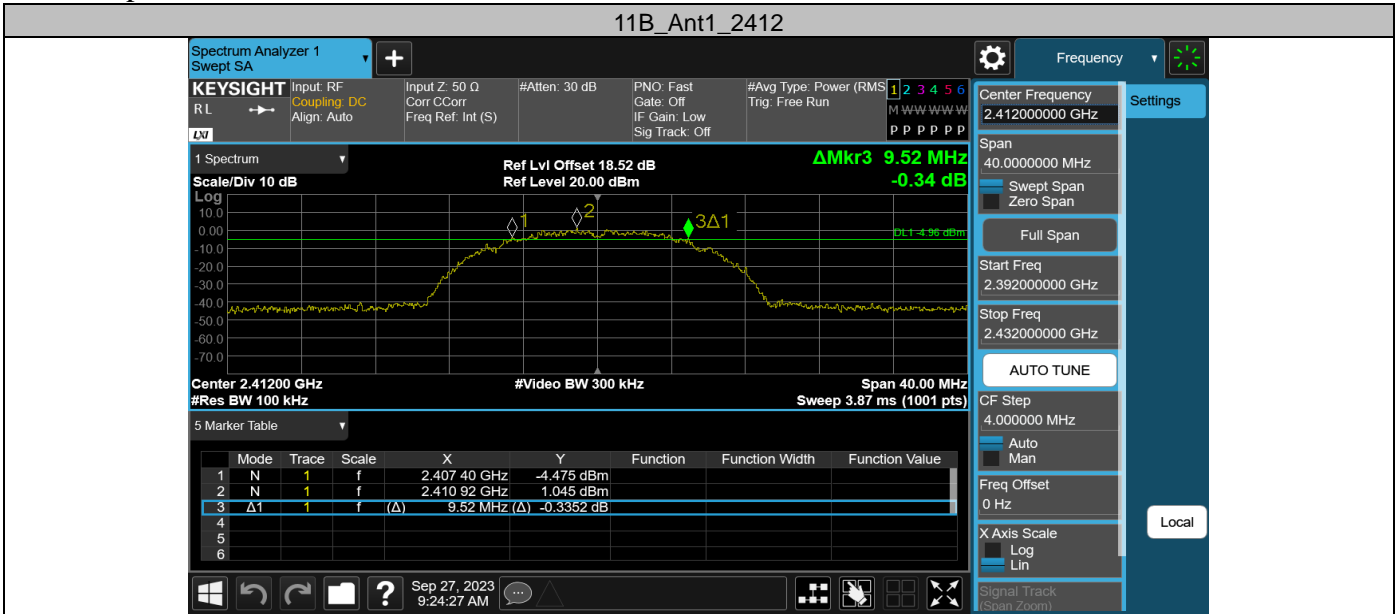 11B_Ant1_2412
Spectrum Analyzer 1
Swept SA
Frequency
KEYSIGHT
RL
LXI
Input: RF
Coupling: DC
Align: Auto
Input Z: 50 Ω
Corr CCorr
Freq Ref: Int (S)
#Atten: 30 dB
PNO: Fast
Gate: Off
IF Gain: Low
Sig Track: Off
#Avg Type: Power (RMS
Trig: Free Run
1 2 3 4 5 6
M W W W W W
P P P P P P
1 Spectrum
Scale/Div 10 dB
Ref Lvl Offset 18.52 dB
Ref Level 20.00 dBm
ΔMkr3 9.52 MHz
-0.34 dB
Log
10.0
0.00
-10.0
-20.0
-30.0
-40.0
-50.0
-60.0
-70.0
1
2
3Δ1
DL1 -4.96 dBm
Center 2.41200 GHz
#Video BW 300 kHz
Span 40.00 MHz
#Res BW 100 kHz
Sweep 3.87 ms (1001 pts)
5 Marker Table
Mode Trace Scale X Y Function Function Width Function Value
1 N 1 f 2.407 40 GHz -4.475 dBm
2 N 1 f 2.410 92 GHz 1.045 dBm
3 Δ1 1 f (Δ) 9.52 MHz (Δ) -0.3352 dB
4
5
6
Sep 27, 2023
9:24:27 AM
Center Frequency
2.412000000 GHz
Settings
Span
40.0000000 MHz
Swept Span
Zero Span
Full Span
Start Freq
2.392000000 GHz
Stop Freq
2.432000000 GHz
AUTO TUNE
CF Step
4.000000 MHz
Auto
Man
Freq Offset
0 Hz
X Axis Scale
Log
Lin
Local
Signal Track
(Span Zoom)